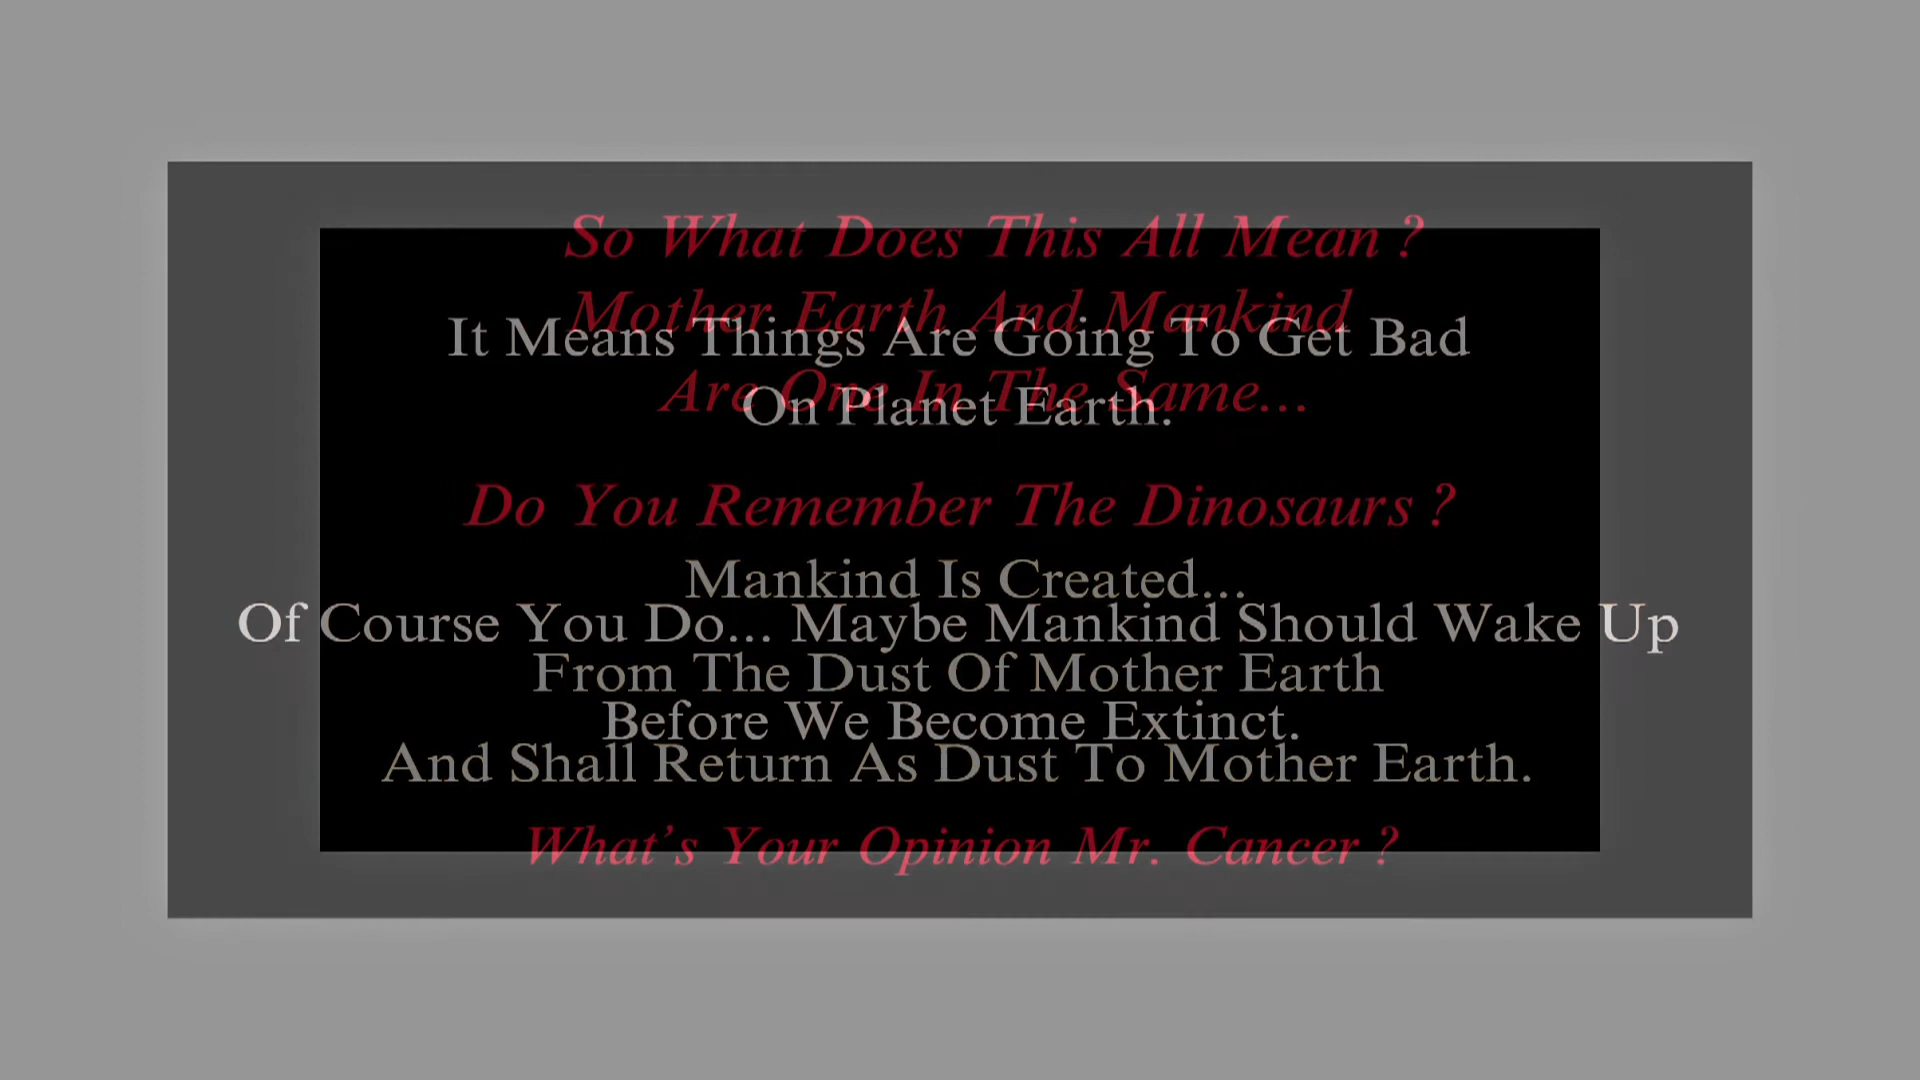 So What Does This All Mean ?
Mother Earth And Mankind
It Means Things Are Going To Get Bad
Are One In The Same...
On Planet Earth.
Do You Remember The Dinosaurs ?
Mankind Is Created...
Of Course You Do... Maybe Mankind Should Wake Up
From The Dust Of Mother Earth
Before We Become Extinct.
And Shall Return As Dust To Mother Earth.
What's Your Opinion Mr. Cancer ?